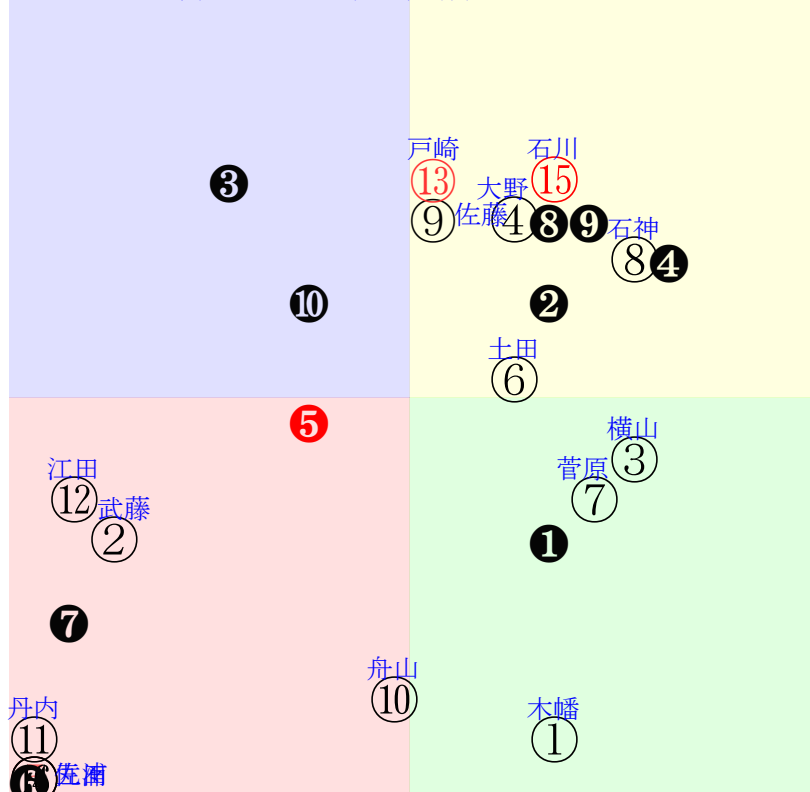 戸崎
石川
⑬
⑮
❸
大野
佐藤
⑨
④
❽
❾
石神
⑧
❹
❿
❷
土田
⑥
❺
横山
③
江田
菅原
⑫
⑦
武藤
②
❶
❼
舟山
⑩
丹内
木幡
⑪
①